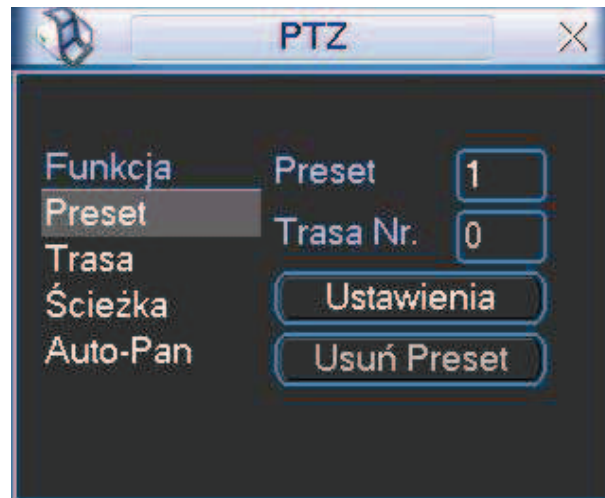 PTZ
Funkcja
Preset
Trasa
Ścieżka
Auto-Pan
Preset 1
Trasa Nr. 0
Ustawienia
Usuń Preset